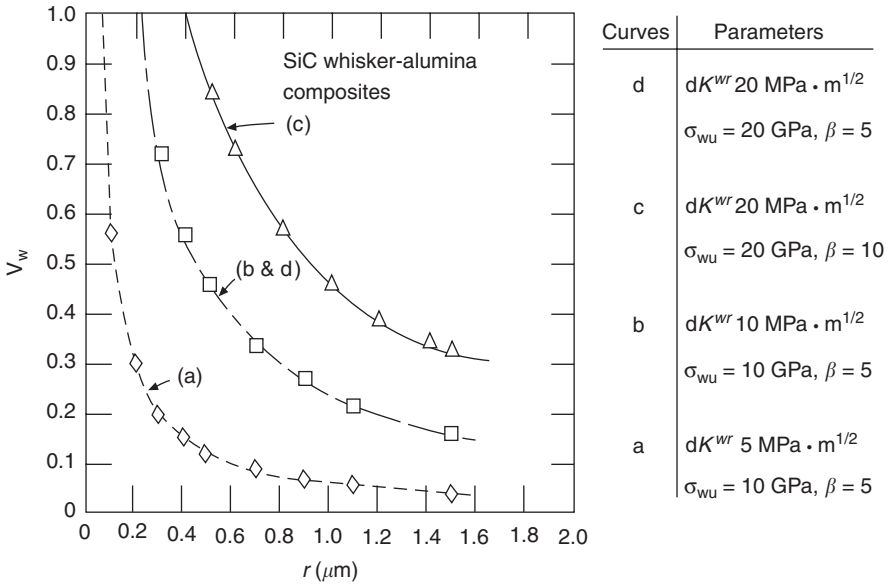 1.0
0.9
0.8
0.7
0.6
0.5
0.4
0.3
0.2
0.1
0
V_w
0 0.2 0.4 0.6 0.8 1.0 1.2 1.4 1.6 1.8 2.0
r (μm)
SiC whisker-alumina
composites
(c)
(b & d)
(a)
Curves Parameters
d dK^wr 20 MPa • m^1/2
σ_wu = 20 GPa, β = 5
c dK^wr 20 MPa • m^1/2
σ_wu = 20 GPa, β = 10
b dK^wr 10 MPa • m^1/2
σ_wu = 10 GPa, β = 5
a dK^wr 5 MPa • m^1/2
σ_wu = 10 GPa, β = 5